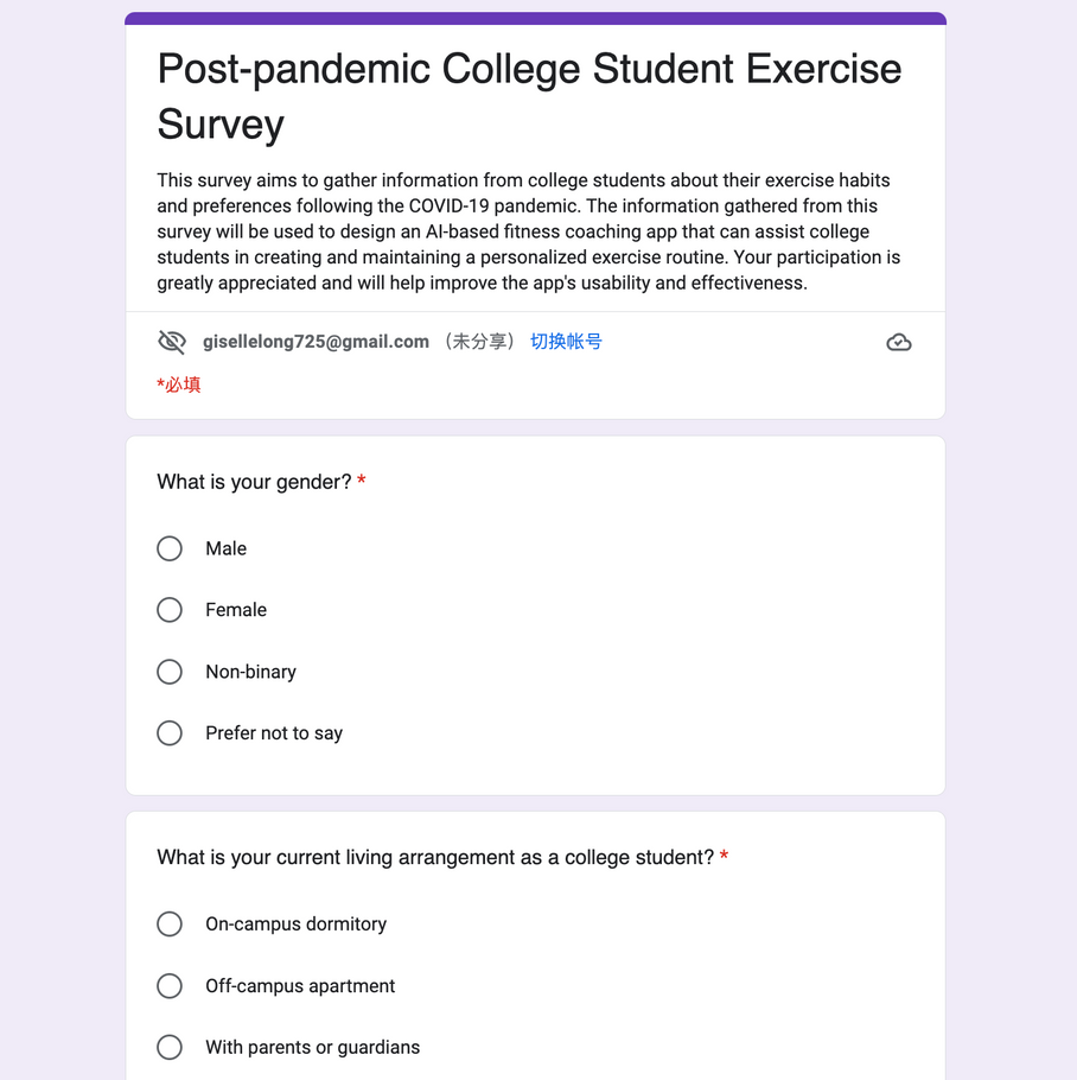 Post-pandemic College Student Exercise
Survey
This survey aims to gather information from college students about their exercise habits
and preferences following the COVID-19 pandemic. The information gathered from this
survey will be used to design an AI-based fitness coaching app that can assist college
students in creating and maintaining a personalized exercise routine. Your participation is
greatly appreciated and will help improve the app's usability and effectiveness.
gisellelong725@gmail.com （未分享） 切换帐号
*必填
What is your gender? *
Male
Female
Non-binary
Prefer not to say
What is your current living arrangement as a college student? *
On-campus dormitory
Off-campus apartment
With parents or guardians